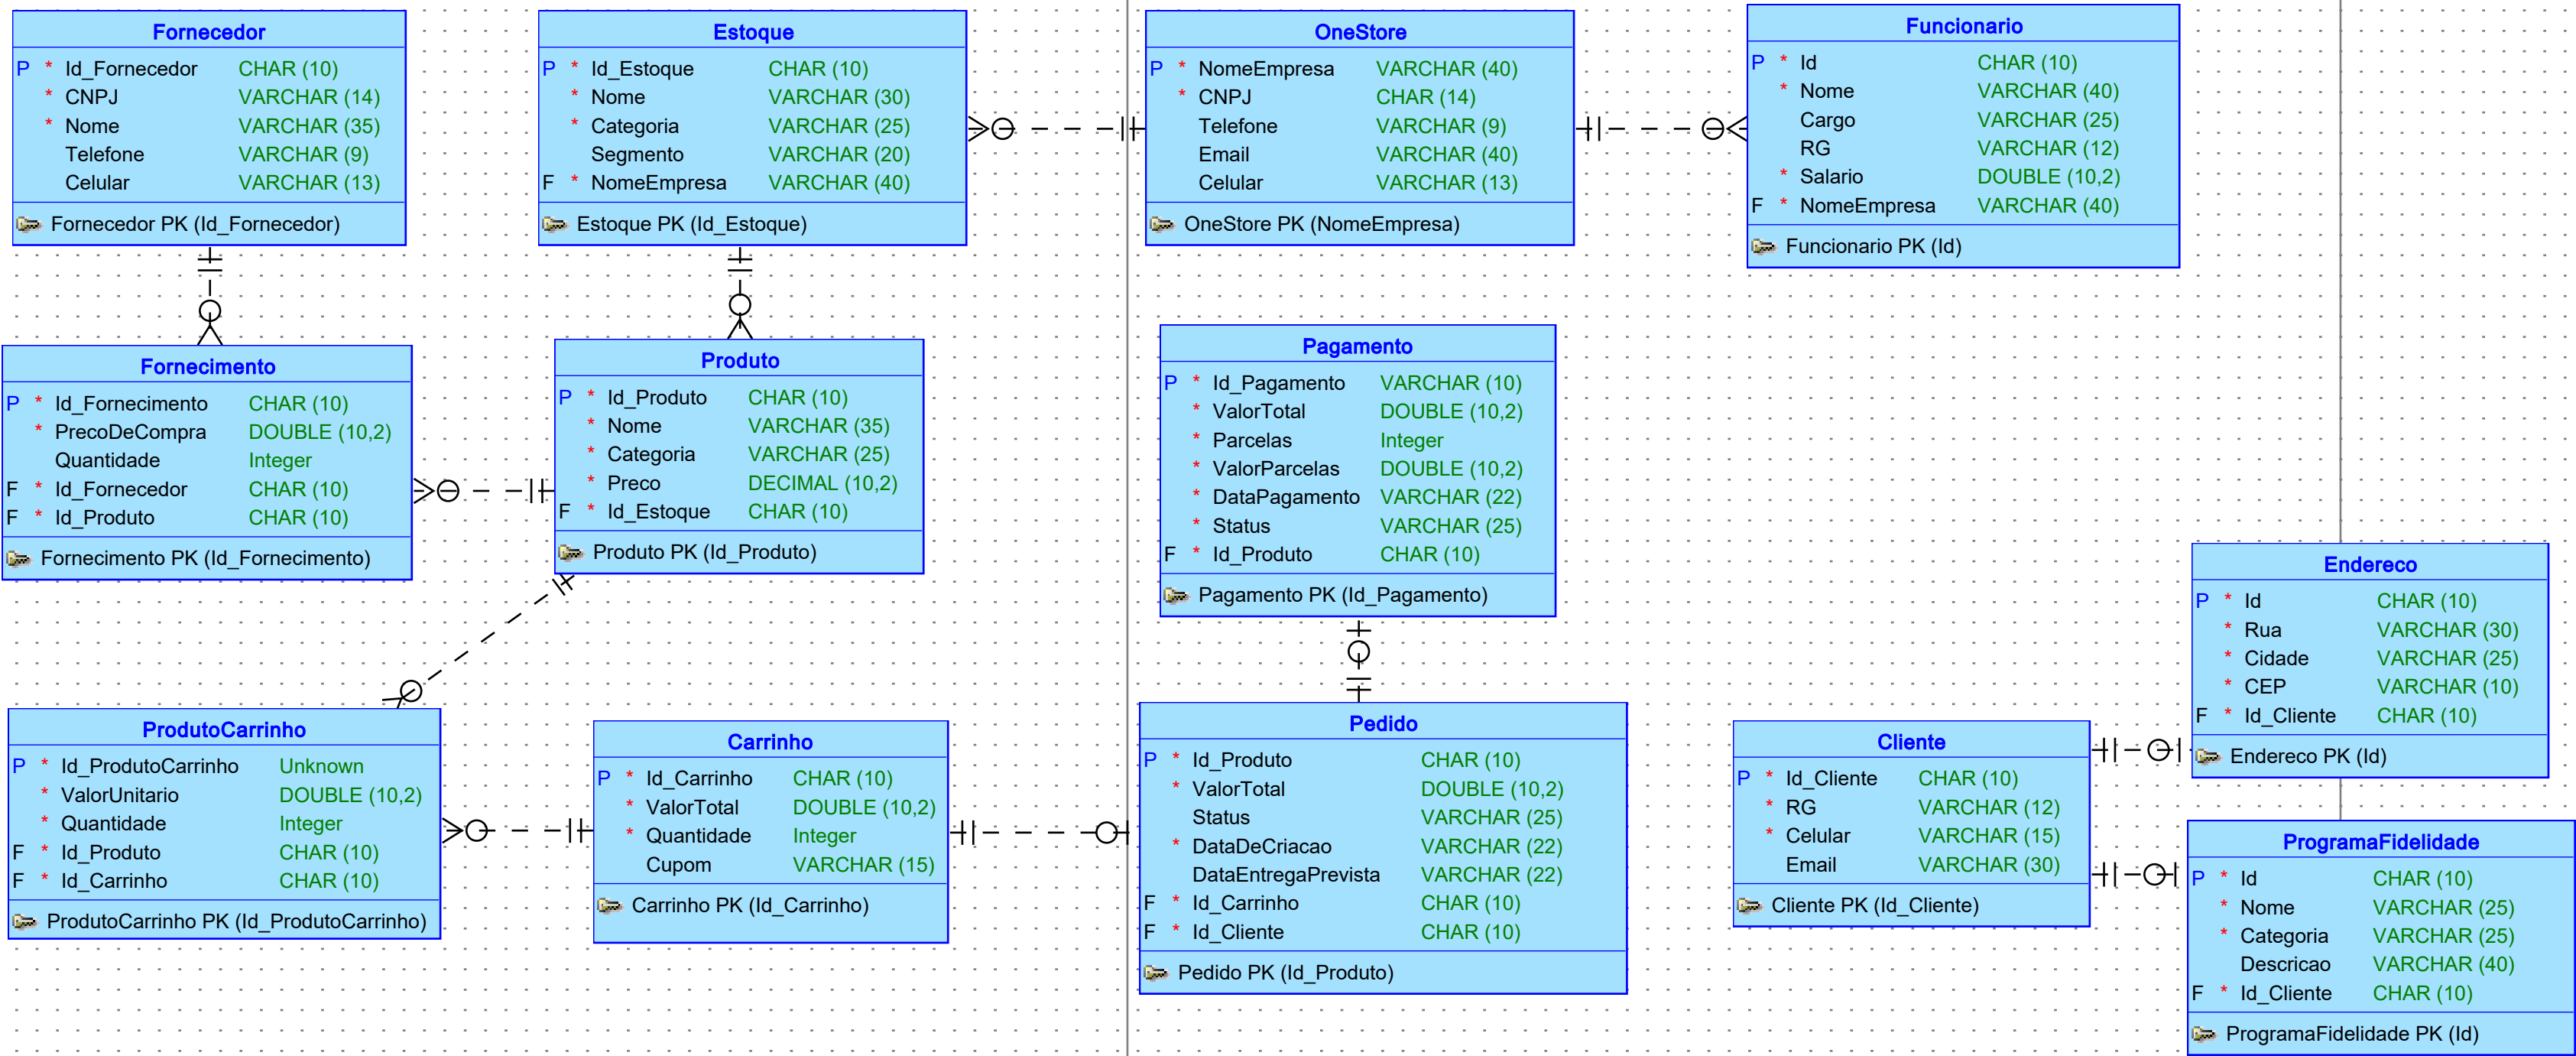 Fornecedor
P * Id_Fornecedor CHAR (10)
* CNPJ VARCHAR (14)
* Nome VARCHAR (35)
Telefone VARCHAR (9)
Celular VARCHAR (13)
Fornecedor PK (Id_Fornecedor)
Estoque
P * Id_Estoque CHAR (10)
* Nome VARCHAR (30)
* Categoria VARCHAR (25)
Segmento VARCHAR (20)
F * NomeEmpresa VARCHAR (40)
Estoque PK (Id_Estoque)
OneStore
P * NomeEmpresa VARCHAR (40)
* CNPJ CHAR (14)
Telefone VARCHAR (9)
Email VARCHAR (40)
Celular VARCHAR (13)
OneStore PK (NomeEmpresa)
Funcionario
P * Id CHAR (10)
* Nome VARCHAR (40)
Cargo VARCHAR (25)
RG VARCHAR (12)
* Salario DOUBLE (10,2)
F * NomeEmpresa VARCHAR (40)
Funcionario PK (Id)
Fornecimento
P * Id_Fornecimento CHAR (10)
* PrecoDeCompra DOUBLE (10,2)
Quantidade Integer
F * Id_Fornecedor CHAR (10)
F * Id_Produto CHAR (10)
Fornecimento PK (Id_Fornecimento)
Produto
P * Id_Produto CHAR (10)
* Nome VARCHAR (35)
* Categoria VARCHAR (25)
* Preco DECIMAL (10,2)
F * Id_Estoque CHAR (10)
Produto PK (Id_Produto)
Pagamento
P * Id_Pagamento VARCHAR (10)
* ValorTotal DOUBLE (10,2)
* Parcelas Integer
* ValorParcelas DOUBLE (10,2)
* DataPagamento VARCHAR (22)
* Status VARCHAR (25)
F * Id_Produto CHAR (10)
Pagamento PK (Id_Pagamento)
Endereco
P * Id CHAR (10)
* Rua VARCHAR (30)
* Cidade VARCHAR (25)
* CEP VARCHAR (10)
F * Id_Cliente CHAR (10)
Endereco PK (Id)
ProdutoCarrinho
P * Id_ProdutoCarrinho Unknown
* ValorUnitario DOUBLE (10,2)
* Quantidade Integer
F * Id_Produto CHAR (10)
F * Id_Carrinho CHAR (10)
ProdutoCarrinho PK (Id_ProdutoCarrinho)
Carrinho
P * Id_Carrinho CHAR (10)
* ValorTotal DOUBLE (10,2)
* Quantidade Integer
Cupom VARCHAR (15)
Carrinho PK (Id_Carrinho)
Pedido
P * Id_Produto CHAR (10)
* ValorTotal DOUBLE (10,2)
Status VARCHAR (25)
* DataDeCriacao VARCHAR (22)
DataEntregaPrevista VARCHAR (22)
F * Id_Carrinho CHAR (10)
F * Id_Cliente CHAR (10)
Pedido PK (Id_Produto)
Cliente
P * Id_Cliente CHAR (10)
* RG VARCHAR (12)
* Celular VARCHAR (15)
Email VARCHAR (30)
Cliente PK (Id_Cliente)
ProgramaFidelidade
P * Id CHAR (10)
* Nome VARCHAR (25)
* Categoria VARCHAR (25)
Descricao VARCHAR (40)
F * Id_Cliente CHAR (10)
ProgramaFidelidade PK (Id)